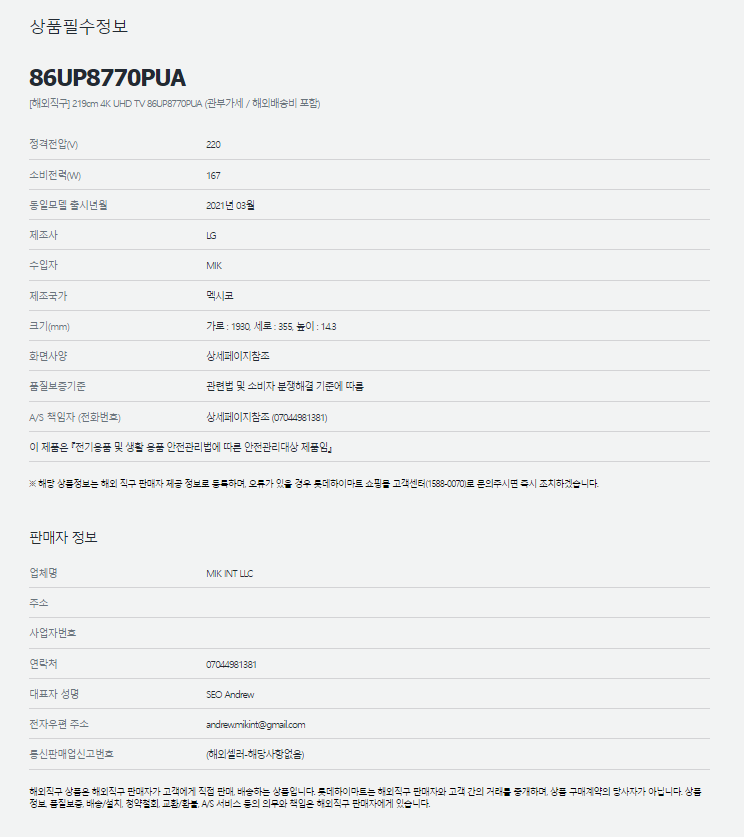 상품필수정보
86UP8770PUA
[해외직구] 219cm 4K UHD TV 86UP8770PUA (관부가세 / 해외배송비 포함)
정격전압(V) 220
소비전력(W) 167
동일모델 출시년월 2021년 03월
제조사 LG
수입자 MIK
제조국가 멕시코
크기(mm) 가로 : 1930, 세로 : 355, 높이 : 14.3
화면사양 상세페이지참조
품질보증기준 관련법 및 소비자 분쟁해결 기준에 따름
A/S 책임자 (전화번호) 상세페이지참조 (07044981381)
이 제품은 『전기용품 및 생활 용품 안전관리법에 따른 안전관리대상 제품임』
※ 해당 상품정보는 해외 직구 판매자 제공 정보로 등록하며, 오류가 있을 경우 롯데하이마트 쇼핑몰 고객센터(1588-0070)로 문의주시면 즉시 조치하겠습니다.
판매자 정보
업체명 MIK INT LLC
주소
사업자번호
연락처 07044981381
대표자 성명 SEO Andrew
전자우편 주소 andrew.mikint@gmail.com
통신판매업신고번호 (해외셀러-해당사항없음)
해외직구 상품은 해외직구 판매자가 고객에게 직접 판매, 배송하는 상품입니다. 롯데하이마트는 해외직구 판매자와 고객 간의 거래를 중개하며, 상품 구매계약의 당사자가 아닙니다. 상품
정보, 품질보증, 배송/설치, 청약철회, 교환/환불, A/S 서비스 등의 의무와 책임은 해외직구 판매자에게 있습니다.